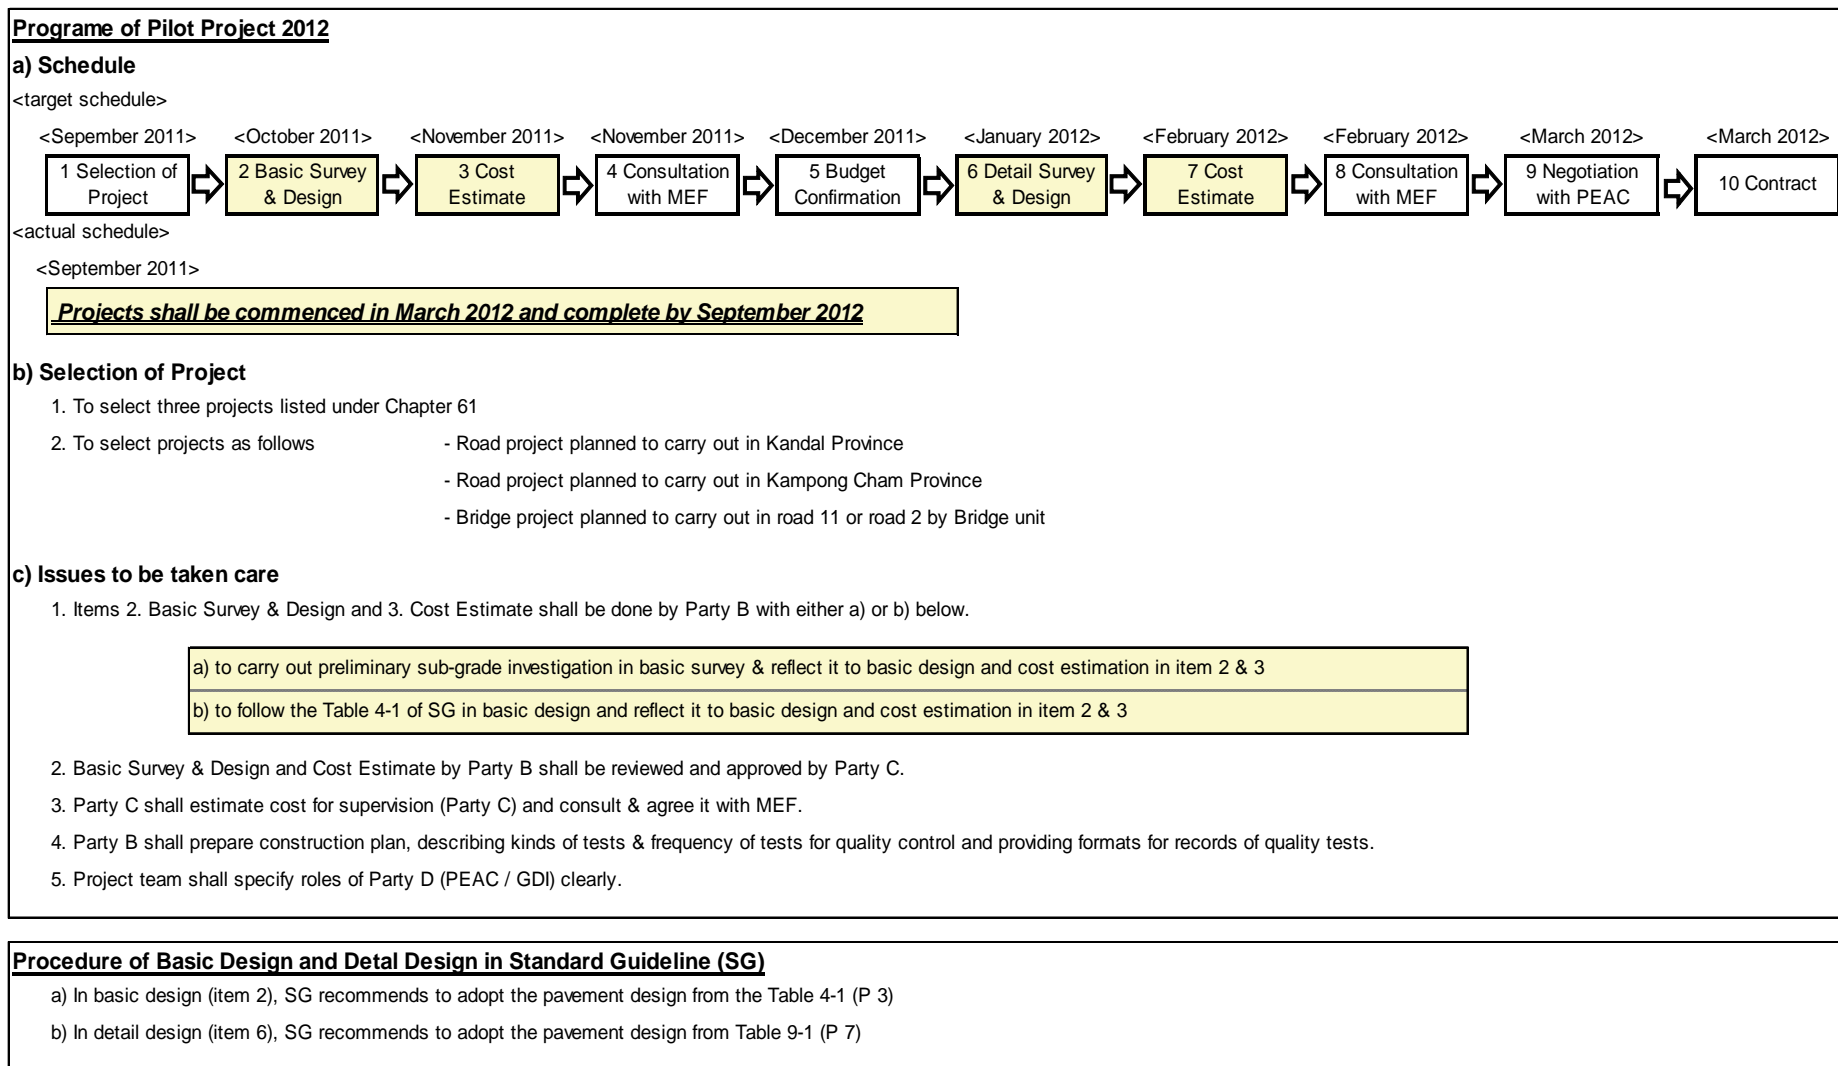 Programe of Pilot Project 2012
a) Schedule
<target schedule>
<Sepember 2011> <October 2011> <November 2011> <November 2011> <December 2011> <January 2012> <February 2012> <February 2012> <March 2012> <March 2012>
1 Selection of Project
2 Basic Survey & Design
3 Cost Estimate
4 Consultation with MEF
5 Budget Confirmation
6 Detail Survey & Design
7 Cost Estimate
8 Consultation with MEF
9 Negotiation with PEAC
10 Contract
<actual schedule>
<September 2011>
Projects shall be commenced in March 2012 and complete by September 2012
b) Selection of Project
1. To select three projects listed under Chapter 61
2. To select projects as follows - Road project planned to carry out in Kandal Province
- Road project planned to carry out in Kampong Cham Province
- Bridge project planned to carry out in road 11 or road 2 by Bridge unit
c) Issues to be taken care
1. Items 2. Basic Survey & Design and 3. Cost Estimate shall be done by Party B with either a) or b) below.
a) to carry out preliminary sub-grade investigation in basic survey & reflect it to basic design and cost estimation in item 2 & 3
b) to follow the Table 4-1 of SG in basic design and reflect it to basic design and cost estimation in item 2 & 3
2. Basic Survey & Design and Cost Estimate by Party B shall be reviewed and approved by Party C.
3. Party C shall estimate cost for supervision (Party C) and consult & agree it with MEF.
4. Party B shall prepare construction plan, describing kinds of tests & frequency of tests for quality control and providing formats for records of quality tests.
5. Project team shall specify roles of Party D (PEAC / GDI) clearly.
Procedure of Basic Design and Detal Design in Standard Guideline (SG)
a) In basic design (item 2), SG recommends to adopt the pavement design from the Table 4-1 (P 3)
b) In detail design (item 6), SG recommends to adopt the pavement design from Table 9-1 (P 7)